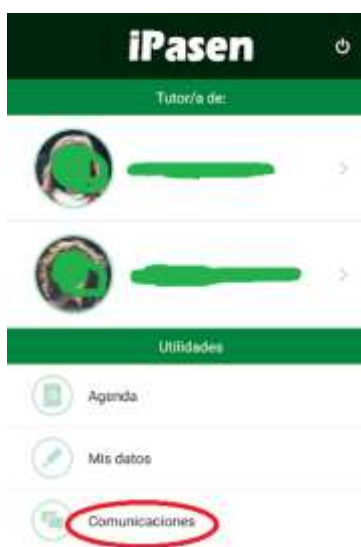 iPasen
Tutor/a de:
Utilidades
Agenda
Mis datos
Comunicaciones